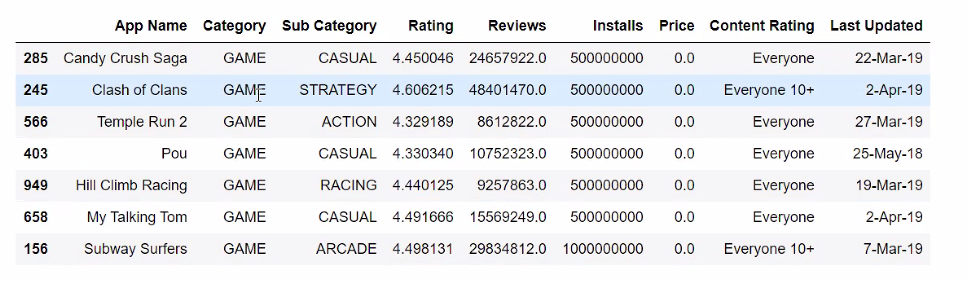 App Name Category Sub Category Rating Reviews Installs Price Content Rating Last Updated
285 Candy Crush Saga GAME CASUAL 4.450046 24657922.0 500000000 0.0 Everyone 22-Mar-19
245 Clash of Clans GAME STRATEGY 4.606215 48401470.0 500000000 0.0 Everyone 10+ 2-Apr-19
566 Temple Run 2 GAME ACTION 4.329189 8612822.0 500000000 0.0 Everyone 27-Mar-19
403 Pou GAME CASUAL 4.330340 10752323.0 500000000 0.0 Everyone 25-May-18
949 Hill Climb Racing GAME RACING 4.440125 9257863.0 500000000 0.0 Everyone 19-Mar-19
658 My Talking Tom GAME CASUAL 4.491666 15569249.0 500000000 0.0 Everyone 2-Apr-19
156 Subway Surfers GAME ARCADE 4.498131 29834812.0 1000000000 0.0 Everyone 10+ 7-Mar-19